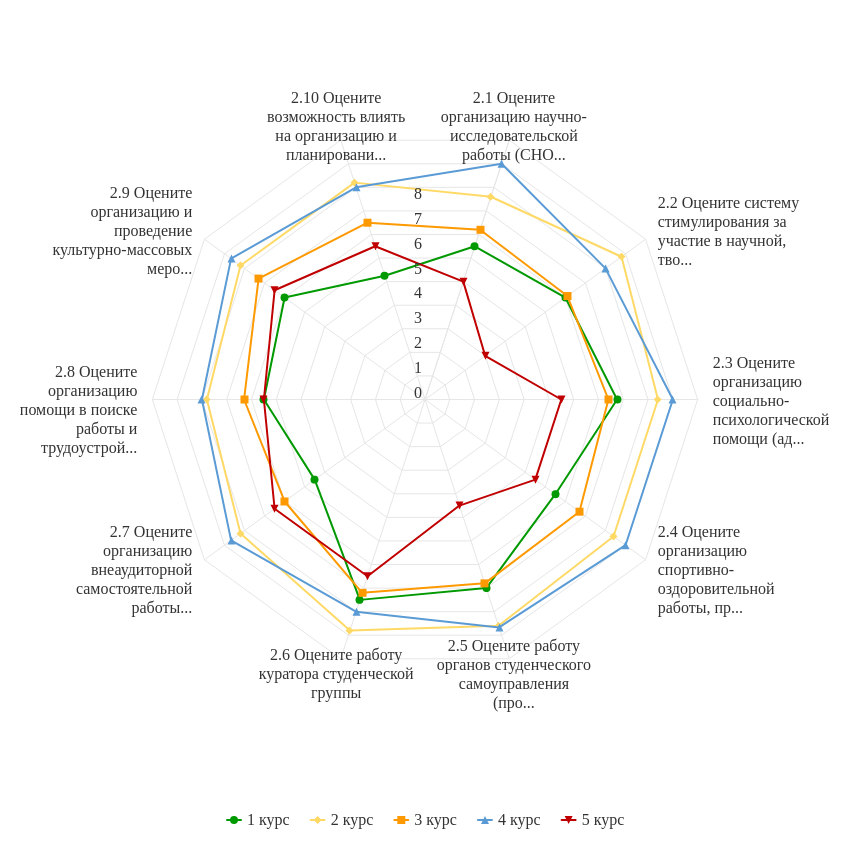 2.10 Оцените
возможность влиять
на организацию и
планировани...
2.1 Оцените
организацию научно-
исследовательской
работы (СНО...
2.2 Оцените систему
стимулирования за
участие в научной,
тво...
2.3 Оцените
организацию
социально-
психологической
помощи (ад...
2.4 Оцените
организацию
спортивно-
оздоровительной
работы, пр...
2.5 Оцените работу
органов студенческого
самоуправления
(про...
2.6 Оцените работу
куратора студенческой
группы
2.7 Оцените
организацию
внеаудиторной
самостоятельной
работы...
2.8 Оцените
организацию
помощи в поиске
работы и
трудоустрой...
2.9 Оцените
организацию и
проведение
культурно-массовых
меро...
8
7
6
5
4
3
2
1
0
1 курс
2 курс
3 курс
4 курс
5 курс